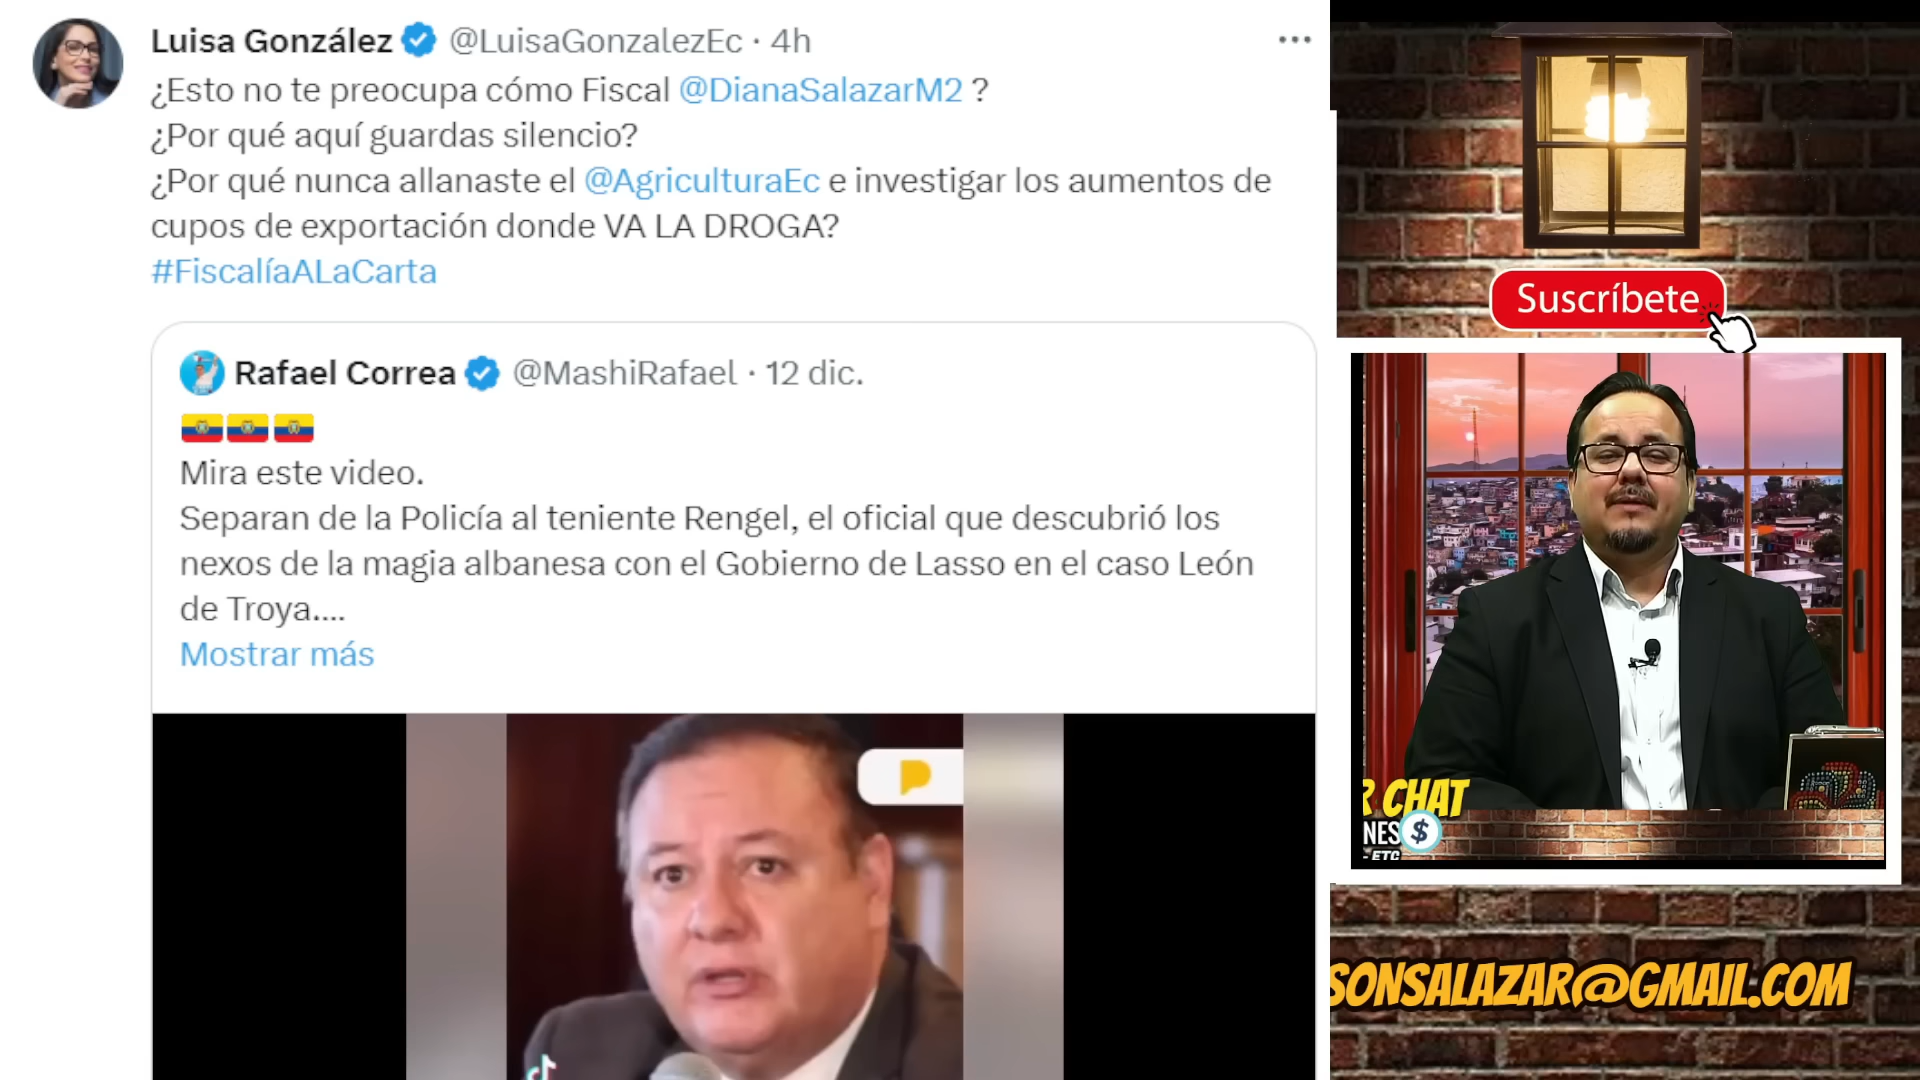 Luisa González @LuisaGonzalezEc · 4h
¿Esto no te preocupa cómo Fiscal @DianaSalazarM2 ?
¿Por qué aquí guardas silencio?
¿Por qué nunca allanaste el @AgriculturaEc e investigar los aumentos de
cupos de exportación donde VA LA DROGA?
#FiscalíaALaCarta
Rafael Correa @MashiRafael · 12 dic.
Mira este video.
Separan de la Policía al teniente Rengel, el oficial que descubrió los
nexos de la magia albanesa con el Gobierno de Lasso en el caso León
de Troya....
Mostrar más
P
Suscríbete
R CHAT
NES $
- ETC
SONSALAZAR@GMAIL.COM